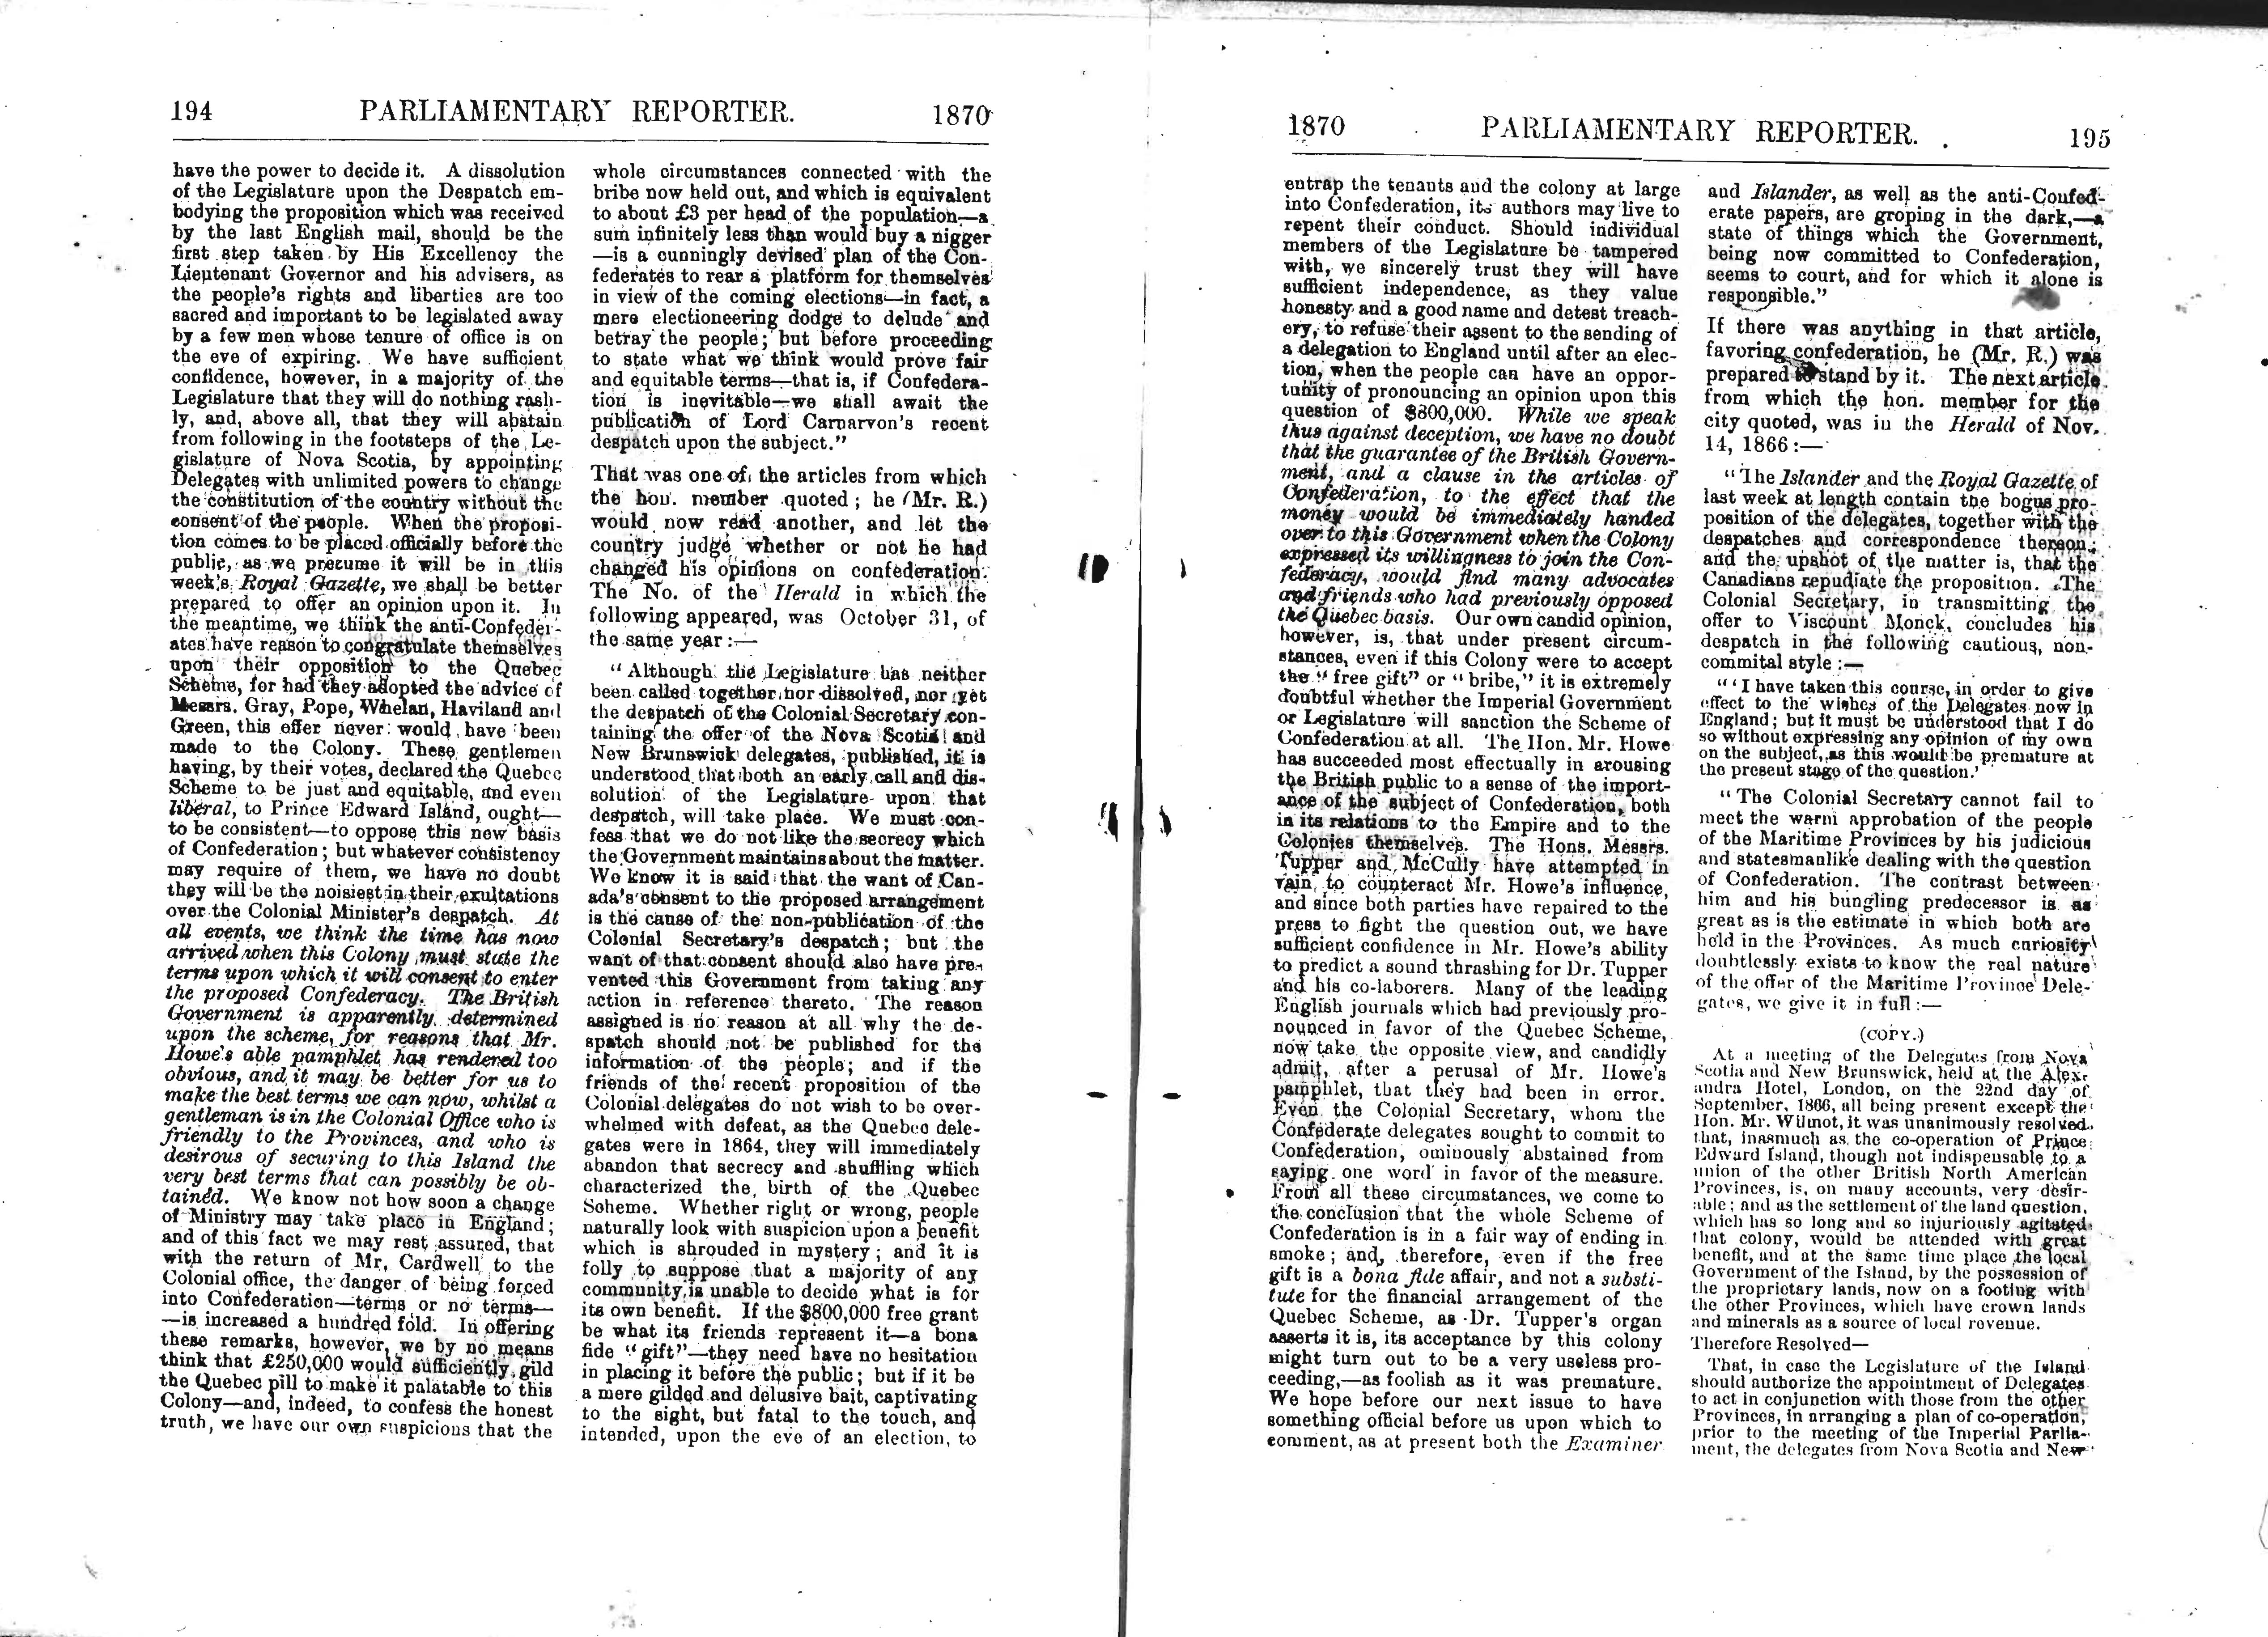 194 PARLIAMENTARY REPORTER. 1870
have the power to decide it. A dissolution
of the Legislature upon the Despatch em-
bodying the proposition which was received
by the last English mail, should be the
first step taken by His Excellency the
Lieutenant Governor and his advisers, as
the people's rights and liberties are too
sacred and important to be legislated away
by a few men whose tenure of office is on
the eve of expiring. We have sufficient
confidence, however, in a majority of the
Legislature that they will do nothing rash-
ly, and, above all, that they will abstain
from following in the footsteps of the Le-
gislature of Nova Scotia, by appointing
Delegates with unlimited powers to change
the constitution of the country without the
consent of the people. When the proposi-
tion comes to be placed officially before the
public, as we presume it will be in this
week's Royal Gazette, we shall be better
prepared to offer an opinion upon it. In
the meantime, we think the anti-Confeder-
ates have reason to congratulate themselves
upon their opposition to the Quebec
Scheme, for had they adopted the advice of
Messrs. Gray, Pope, Whelan, Haviland and
Green, this offer never would have been
made to the Colony. These gentlemen
having, by their votes, declared the Quebec
Scheme to be just and equitable, and even
liberal, to Prince Edward Island, ought—
to be consistent—to oppose this new basis
of Confederation; but whatever consistency
may require of them, we have no doubt
they will be the noisiest in their exultations
over the Colonial Minister's despatch. At
all events, we think the time has now
arrived when this Colony must state the
terms upon which it will consent to enter
the proposed Confederacy. The British
Government is apparently determined
upon the scheme, for reasons that Mr.
Howe's able pamphlet has rendered too
obvious, and it may be better for us to
make the best terms we can now, whilst a
gentleman is in the Colonial Office who is
friendly to the Provinces, and who is
desirous of securing to this Island the
very best terms that can possibly be ob-
tained. We know not how soon a change
of Ministry may take place in England;
and of this fact we may rest assured, that
with the return of Mr. Cardwell to the
Colonial office, the danger of being forced
into Confederation—terms or no terms—
—is increased a hundred fold. In offering
these remarks, however, we by no means
think that £250,000 would sufficiently gild
the Quebec pill to make it palatable to this
Colony—and, indeed, to confess the honest
truth, we have our own suspicious that the
whole circumstances connected with the
bribe now held out, and which is equivalent
to about £3 per head of the population—a
sum infinitely less than would buy a nigger
—is a cunningly devised plan of the Con-
federates to rear a platform for themselves
in view of the coming elections—in fact, a
mere electioneering dodge to delude and
betray the people; but before proceeding
to state what we think would prove fair
and equitable terms—that is, if Confedera-
tion is inevitable—we shall await the
publication of Lord Carnarvon's recent
despatch upon the subject."
That was one of the articles from which
the hon. member quoted; he (Mr. R.)
would now read another, and let the
country judge whether or not he had
changed his opinions on confederation.
The No. of the Herald in which the
following appeared, was October 31, of
the same year:—
"Although the Legislature has neither
been called together nor dissolved, nor yet
the despatch of the Colonial Secretary con-
taining the offer of the Nova Scotia and
New Brunswick delegates, published, it is
understood that both an early call and dis-
solution of the Legislature upon that
despatch, will take place. We must con-
fess that we do not like the secrecy which
the Government maintains about the matter.
We know it is said that the want of Can-
ada's consent to the proposed arrangement
is the cause of the non-publication of the
Colonial Secretary's despatch; but the
want of that consent should also have pre-
vented this Government from taking any
action in reference thereto. The reason
assigned is no reason at all why the de-
spatch should not be published for the
information of the people; and if the
friends of the recent proposition of the
Colonial delegates do not wish to be over-
whelmed with defeat, as the Quebec dele-
gates were in 1864, they will immediately
abandon that secrecy and shuffling which
characterized the birth of the Quebec
Scheme. Whether right or wrong, people
naturally look with suspicion upon a benefit
which is shrouded in mystery; and it is
folly to suppose that a majority of any
community is unable to decide what is for
its own benefit. If the $800,000 free grant
be what its friends represent it—a bona
fide "gift"—they need have no hesitation
in placing it before the public; but if it be
a mere gilded and delusive bait, captivating
to the sight, but fatal to the touch, and
intended, upon the eve of an election, to
1870 PARLIAMENTARY REPORTER. 195
entrap the tenants and the colony at large
into Confederation, its authors may live to
repent their conduct. Should individual
members of the Legislature be tampered
with, we sincerely trust they will have
sufficient independence, as they value
honesty and a good name and detest treach-
ery, to refuse their assent to the sending of
a delegation to England until after an elec-
tion, when the people can have an oppor-
tunity of pronouncing an opinion upon this
question of $800,000. While we speak
thus against deception, we have no doubt
that the guarantee of the British Govern-
ment, and a clause in the articles of
Confederation, to the effect that the
money would be immediately handed
over to this Government when the Colony
expressed its willingness to join the Con-
federacy, would find many advocates
and friends who had previously opposed
the Quebec basis. Our own candid opinion,
however, is, that under present circum-
stances, even if this Colony were to accept
the "free gift" or "bribe," it is extremely
doubtful whether the Imperial Government
or Legislature will sanction the Scheme of
Confederation at all. The Hon. Mr. Howe
has succeeded most effectually in arousing
the British public to a sense of the import-
ance of the subject of Confederation, both
in its relations to the Empire and to the
Colonies themselves. The Hons. Messrs.
Tupper and McCully have attempted in
vain to counteract Mr. Howe's influence,
and since both parties have repaired to the
press to fight the question out, we have
sufficient confidence in Mr. Howe's ability
to predict a sound thrashing for Dr. Tupper
and his co-laborers. Many of the leading
English journals which had previously pro-
nounced in favor of the Quebec Scheme,
now take the opposite view, and candidly
admit, after a perusal of Mr. Howe's
pamphlet, that they had been in error.
Even the Colonial Secretary, whom the
Confederate delegates sought to commit to
Confederation, ominously abstained from
saying one word in favor of the measure.
From all these circumstances, we come to
the conclusion that the whole Scheme of
Confederation is in a fair way of ending in
smoke; and, therefore, even if the free
gift is a bona fide affair, and not a substi-
tute for the financial arrangement of the
Quebec Scheme, as Dr. Tupper's organ
asserts it is, its acceptance by this colony
might turn out to be a very useless pro-
ceeding,—as foolish as it was premature.
We hope before our next issue to have
something official before us upon which to
comment, as at present both the Examiner
and Islander, as well as the anti-Confed-
erate papers, are groping in the dark,—a
state of things which the Government,
being now committed to Confederation,
seems to court, and for which it alone is
responsible."
If there was anything in that article,
favoring confederation, he (Mr. R.) was
prepared to stand by it. The next article
from which the hon. member for the
city quoted, was in the Herald of Nov.
14, 1866:—
"The Islander and the Royal Gazette of
last week at length contain the bogus pro-
position of the delegates, together with the
despatches and correspondence thereon;
and the upshot of the matter is, that the
Canadians repudiate the proposition. The
Colonial Secretary, in transmitting the
offer to Viscount Monck, concludes his
despatch in the following cautious, non-
commital style:—
"'I have taken this course, in order to give
effect to the wishes of the Delegates now in
England; but it must be understood that I do
so without expressing any opinion of my own
on the subject, as this would be premature at
the present stage of the question.'
"The Colonial Secretary cannot fail to
meet the warm approbation of the people
of the Maritime Provinces by his judicious
and statesmanlike dealing with the question
of Confederation. The contrast between
him and his bungling predecessor is as
great as is the estimate in which both are
held in the Provinces. As much curiosity
doubtlessly exists to know the real nature
of the offer of the Maritime Province Dele-
gates, we give it in full:—
(COPY.)
At a meeting of the Delegates from Nova
Scotia and New Brunswick, held at the Alex-
andra Hotel, London, on the 22nd day of
September, 1866, all being present except the
Hon. Mr. Wilmot, it was unanimously resolved
that, inasmuch as the co-operation of Prince
Edward Island, though not indispensable to a
union of the other British North American
Provinces, is, on many accounts, very desir-
able; and as the settlement of the land question,
which has so long and so injuriously agitated
that colony, would be attended with great
benefit, and at the same time place the local
Government of the Island, by the possession of
the proprietary lands, now on a footing with
the other Provinces, which have crown lands
and minerals as a source of local revenue.
Therefore Resolved—
That, in case the Legislature of the Island
should authorize the appointment of Delegates
to act in conjunction with those from the other
Provinces, in arranging a plan of co-operation,
prior to the meeting of the Imperial Parlia-
ment, the delegates from Nova Scotia and New